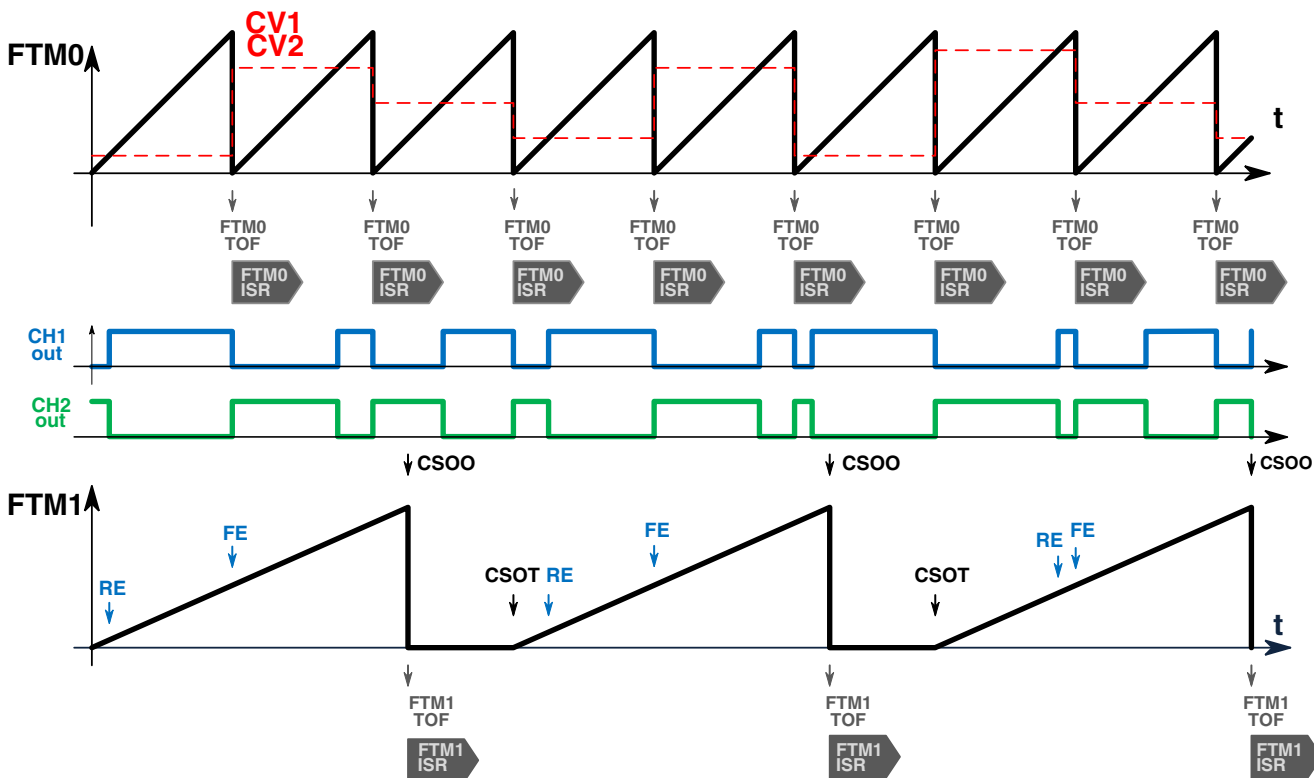 CV1
CV2
FTM0
t
FTM0 FTM0 FTM0 FTM0 FTM0 FTM0 FTM0 FTM0
TOF TOF TOF TOF TOF TOF TOF TOF
FTM0 FTM0 FTM0 FTM0 FTM0 FTM0 FTM0 FTM0
ISR ISR ISR ISR ISR ISR ISR ISR
CH1
out
CH2
out
CSOO CSOO CSOO
FTM1
FE FE RE FE
RE CSOT RE CSOT
t
FTM1 FTM1 FTM1
TOF TOF TOF
FTM1 FTM1 FTM1
ISR ISR ISR